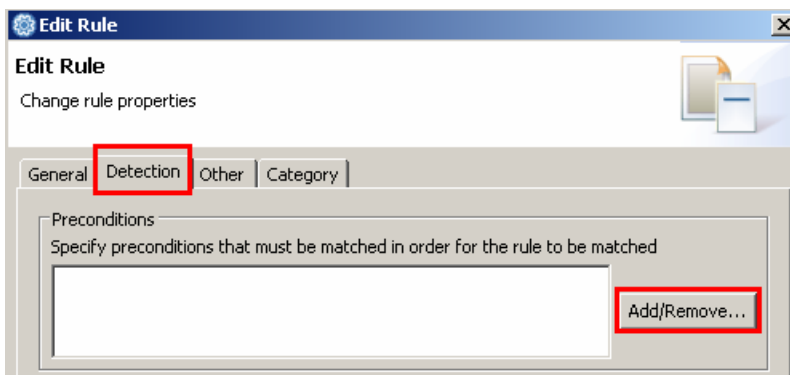 Edit Rule
Edit Rule
Change rule properties
General Detection Other Category
Preconditions
Specify preconditions that must be matched in order for the rule to be matched
Add/Remove...